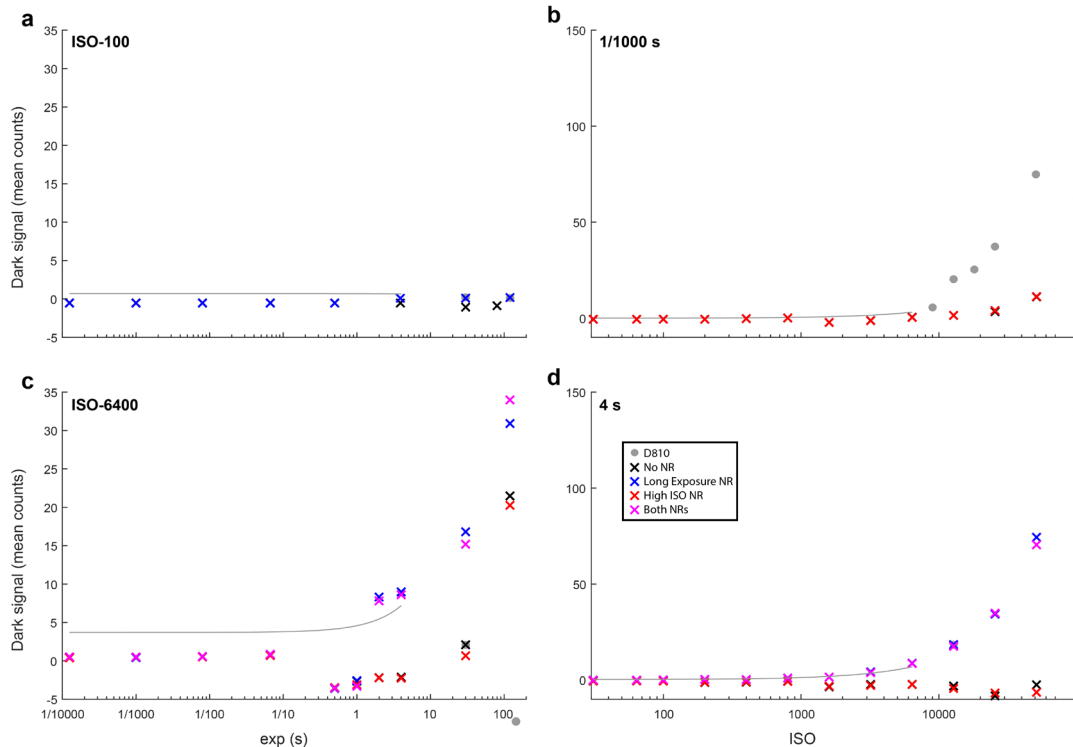 a
ISO-100
Dark signal (mean counts)
35
30
25
20
15
10
5
0
-5
b
1/1000 s
150
100
50
0
c
ISO-6400
Dark signal (mean counts)
35
30
25
20
15
10
5
0
-5
1/10000
1/1000
1/100
1/10
1
10
100
exp (s)
d
4 s
150
100
50
0
D810
No NR
Long Exposure NR
High ISO NR
Both NRs
100
1000
10000
ISO